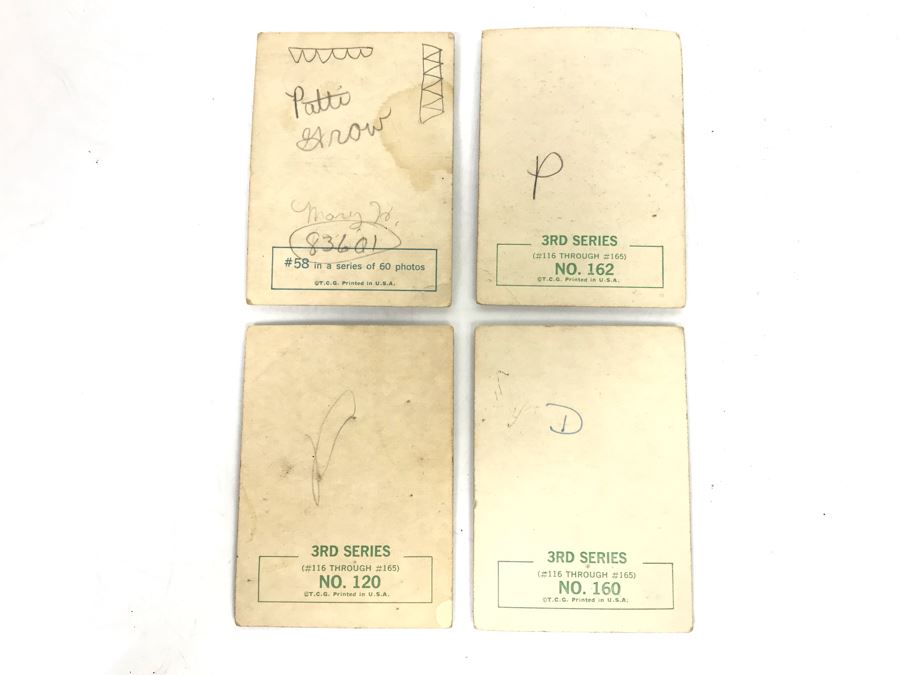 Patti
Grow
83601
#58 in a series of 60 photos
©T.C.G. Printed in U.S.A.
P
3RD SERIES
(#116 THROUGH #165)
NO. 162
©T.C.G. Printed in U.S.A.
3RD SERIES
(#116 THROUGH #165)
NO. 120
©T.C.G. Printed in U.S.A.
D
3RD SERIES
(#116 THROUGH #165)
NO. 160
©T.C.G. Printed in U.S.A.